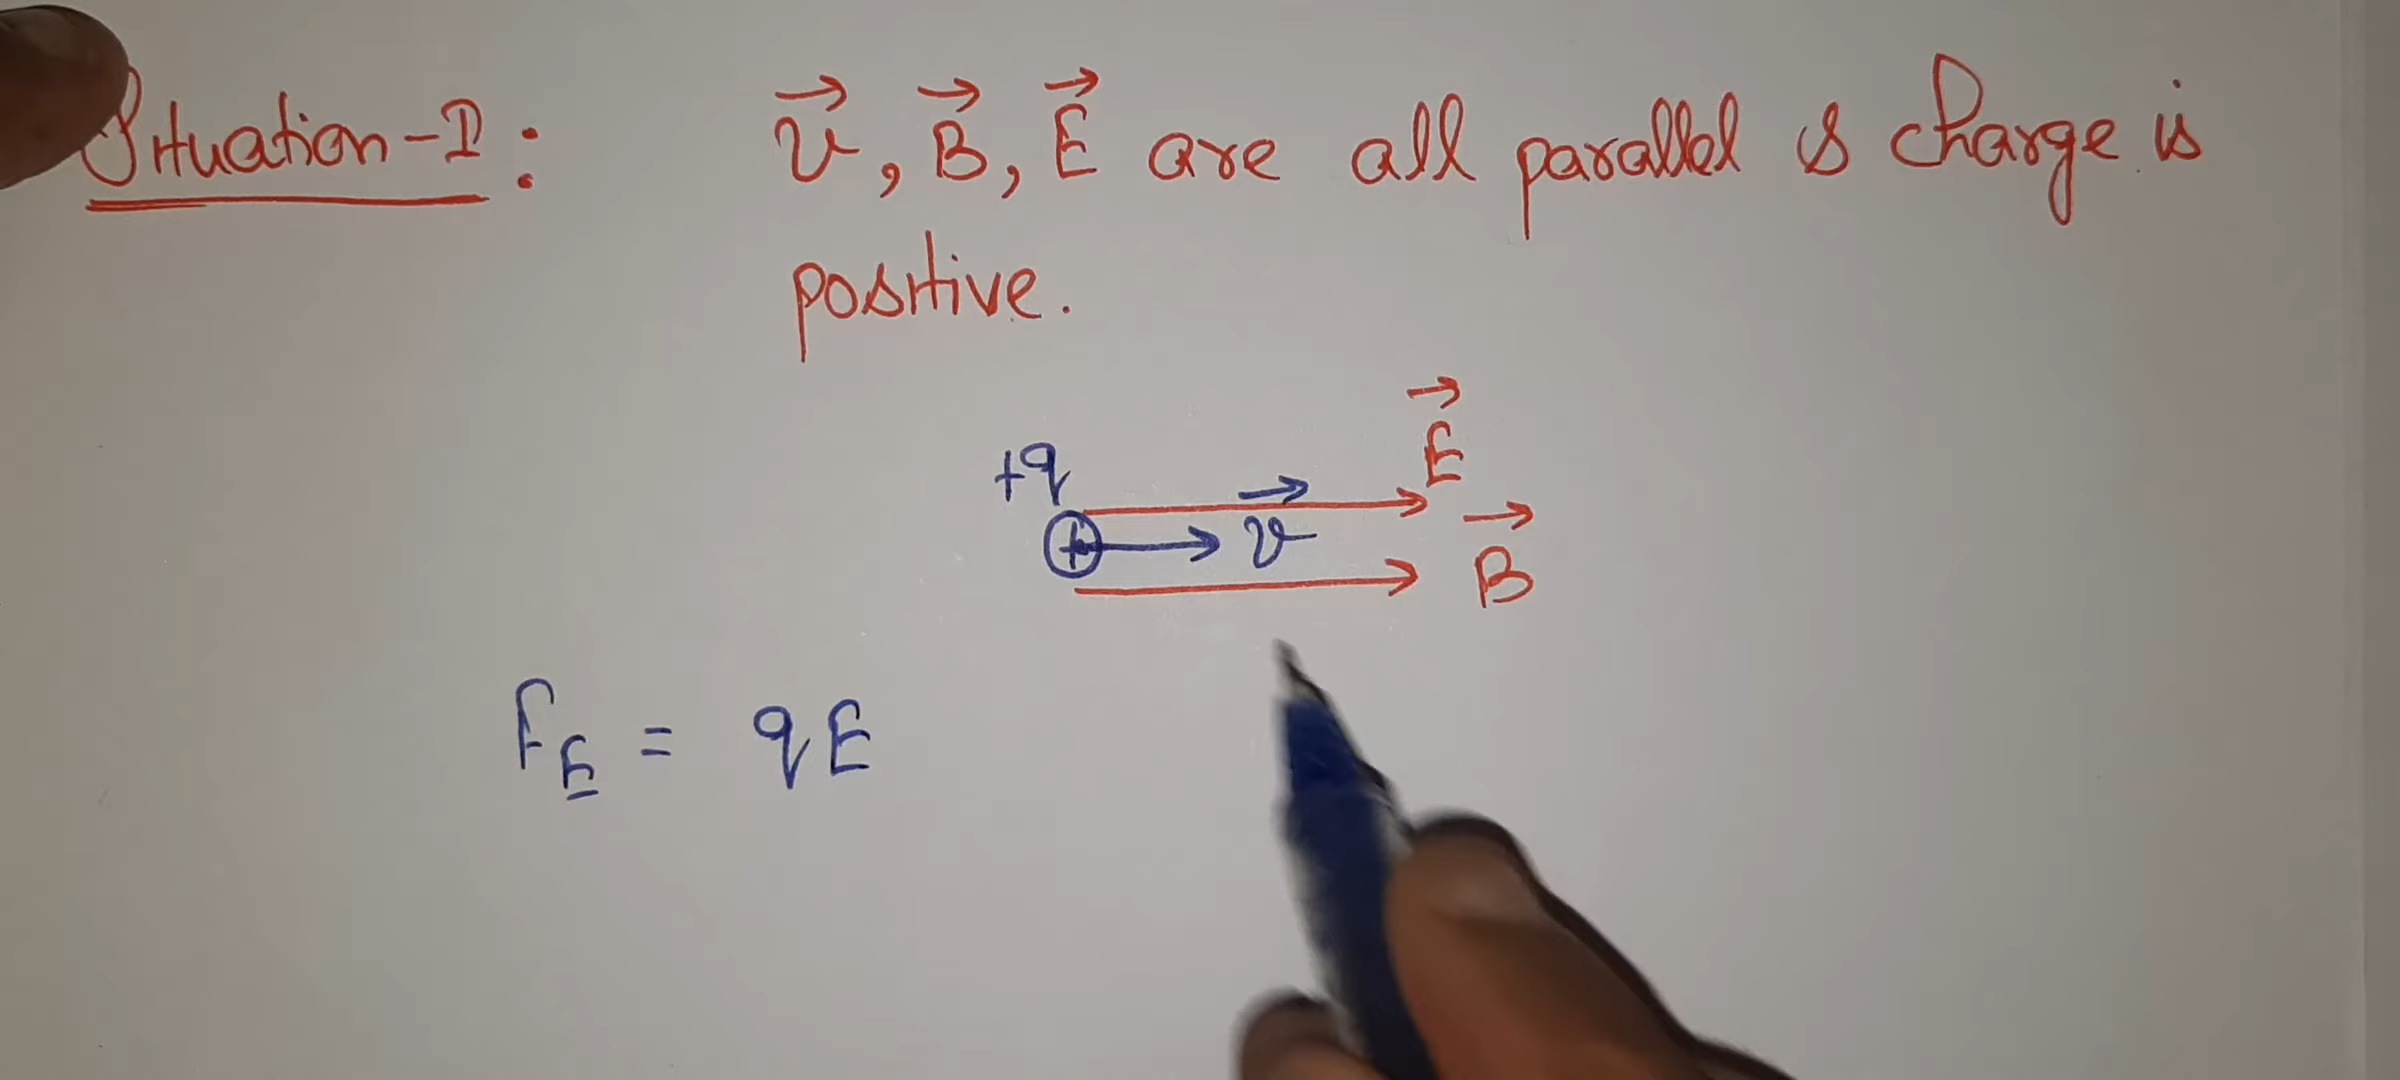 Situation-I : v⃗, B⃗, E⃗ are all parallel & charge is
positive.
+q
E⃗
+ v⃗
B⃗
F_E = qE